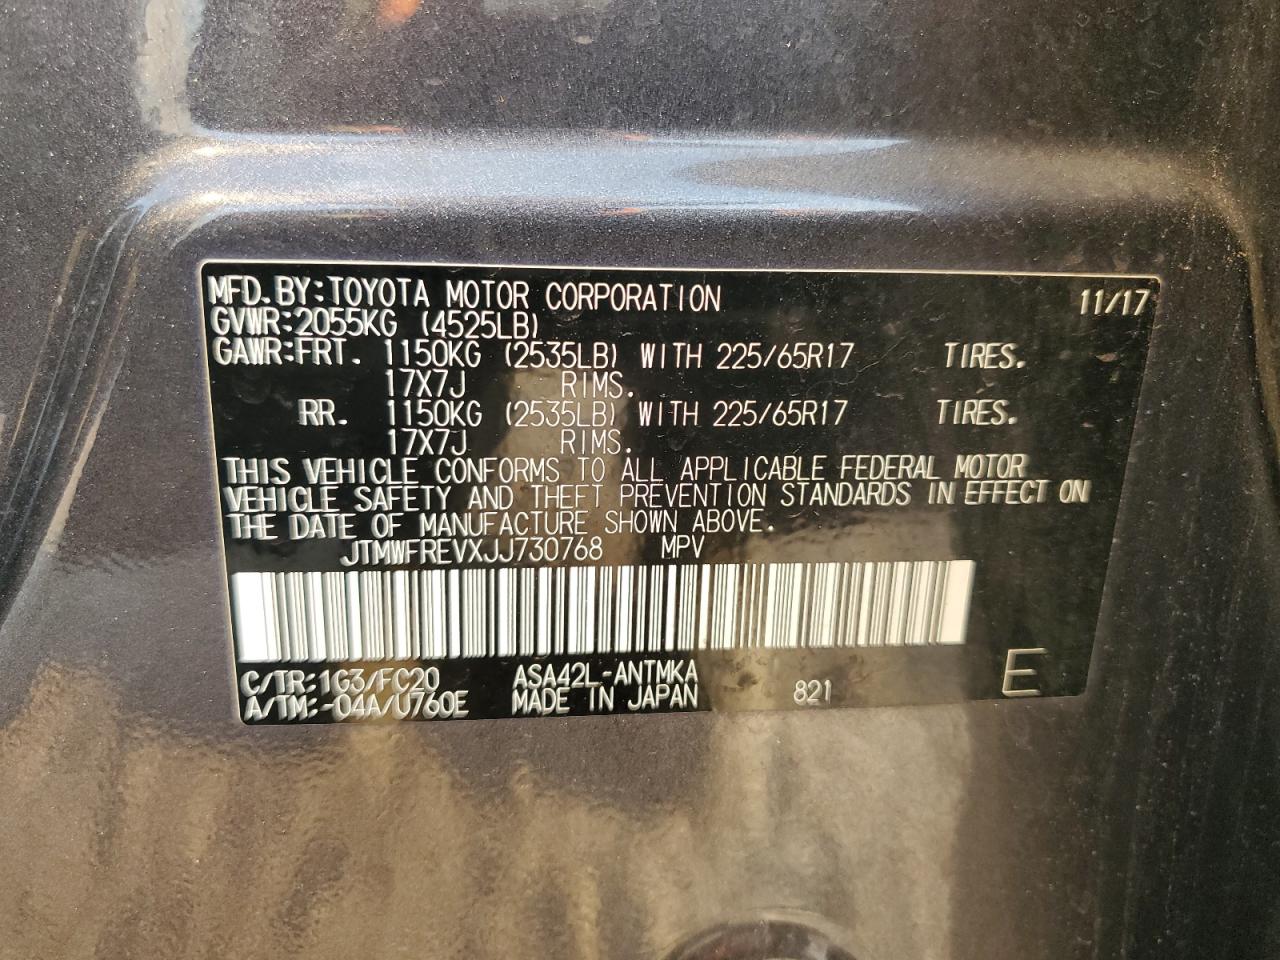 MFD.BY:TOYOTA MOTOR CORPORATION 11/17
GVWR:2055KG (4525LB)
GAWR:FRT. 1150KG (2535LB) WITH 225/65R17 TIRES.
17X7J RIMS.
RR. 1150KG (2535LB) WITH 225/65R17 TIRES.
17X7J RIMS.
THIS VEHICLE CONFORMS TO ALL APPLICABLE FEDERAL MOTOR
VEHICLE SAFETY AND THEFT PREVENTION STANDARDS IN EFFECT ON
THE DATE OF MANUFACTURE SHOWN ABOVE.
JTMWFREVXJJ730768 MPV
C/TR:1G3/FC20 ASA42L-ANTMKA
A/TM:-04A/U760E MADE IN JAPAN 821 E